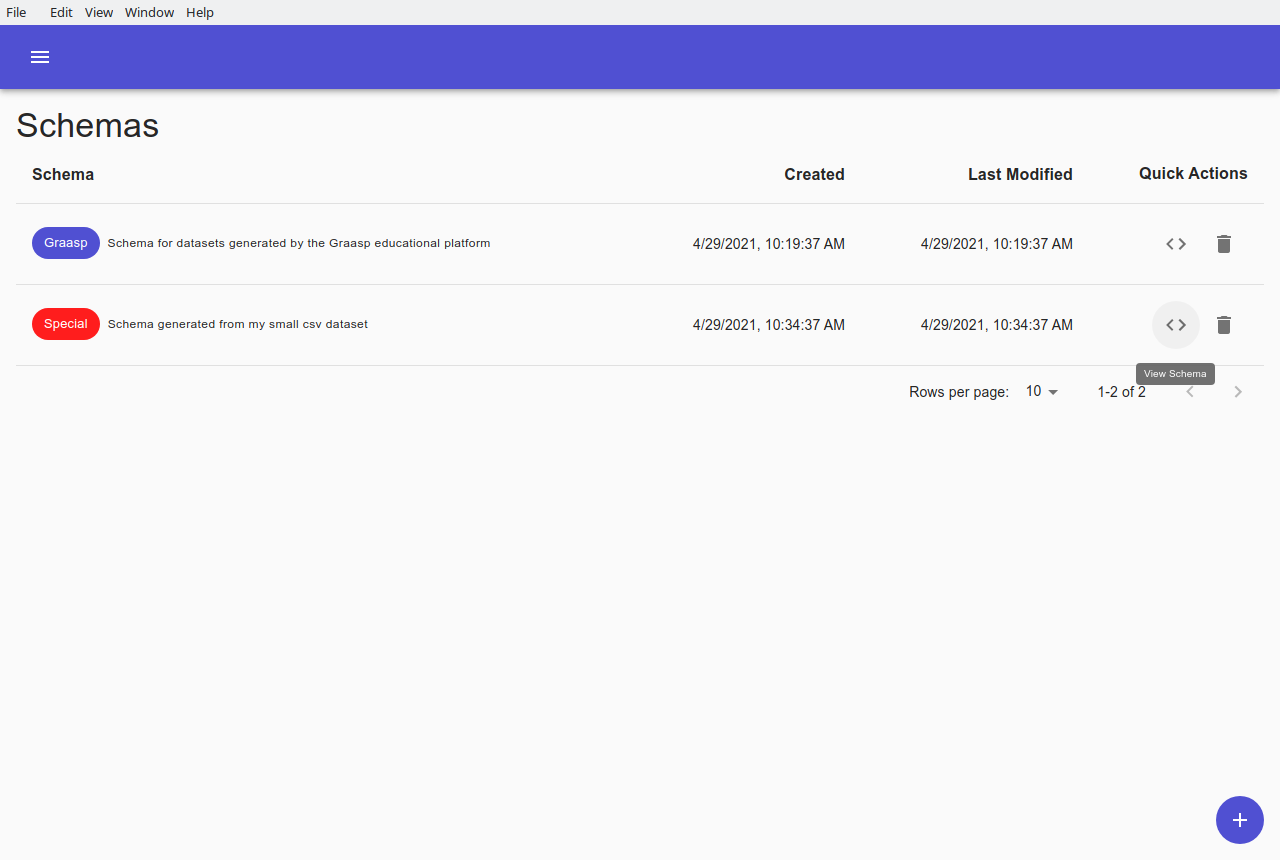 File Edit View Window Help
Schemas
Schema Created Last Modified Quick Actions
Graasp Schema for datasets generated by the Graasp educational platform 4/29/2021, 10:19:37 AM 4/29/2021, 10:19:37 AM
Special Schema generated from my small csv dataset 4/29/2021, 10:34:37 AM 4/29/2021, 10:34:37 AM
View Schema
Rows per page: 10 1-2 of 2